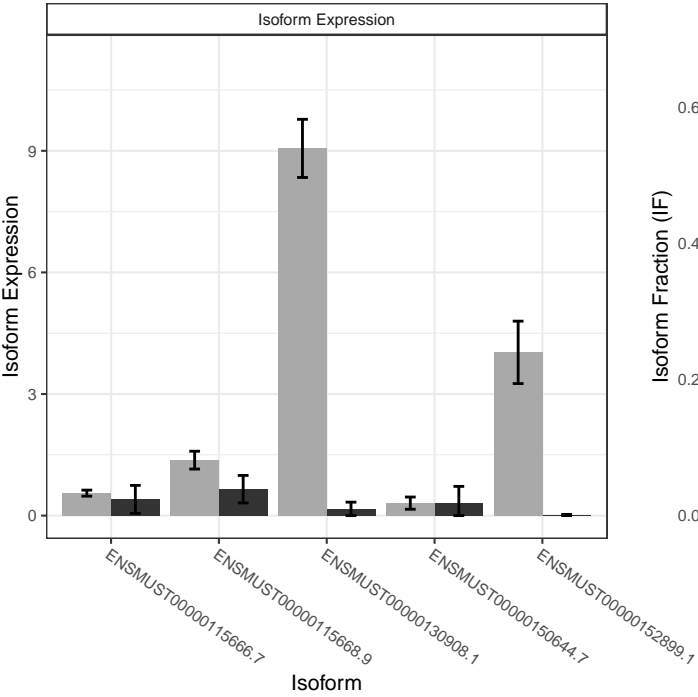 Isoform Expression
Isoform Expression
9
6
3
0
ENSMUST00000115666.7
ENSMUST00000115668.9
ENSMUST00000130908.1
ENSMUST00000150644.7
ENSMUST00000152899.1
Isoform
Isoform Fraction (IF)
0.6
0.4
0.2
0.0